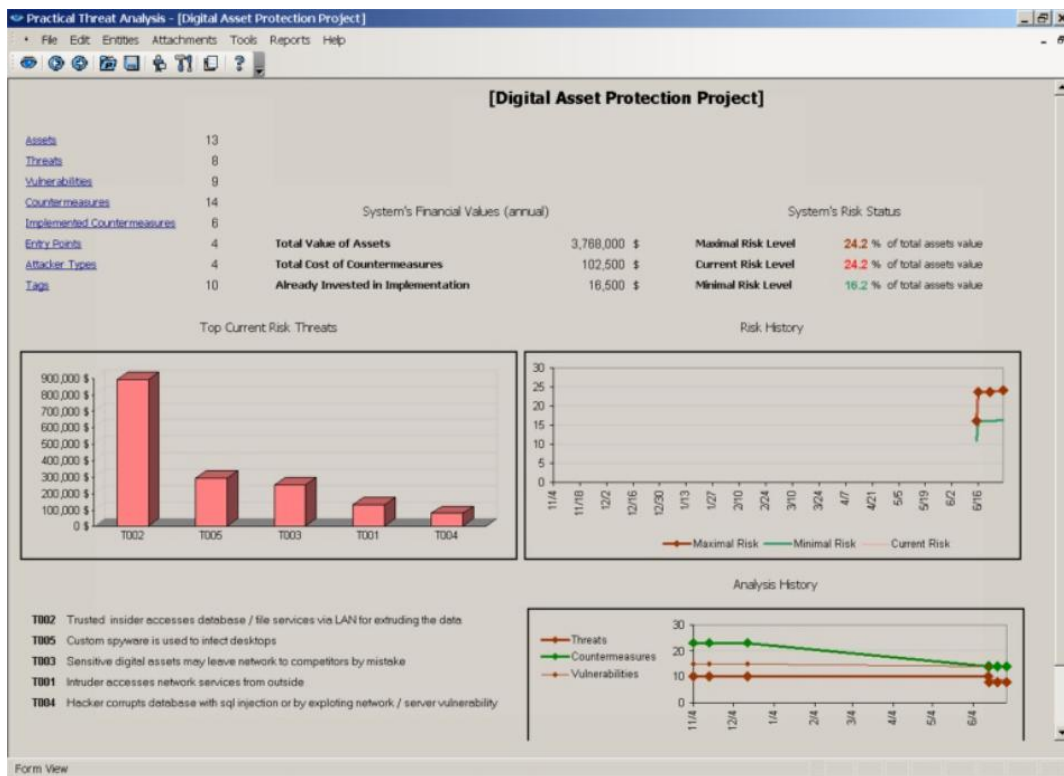 Practical Threat Analysis - [Digital Asset Protection Project]
File Edit Entities Attachments Tools Reports Help
[Digital Asset Protection Project]
Assets 13
Threats 8
Vulnerabilities 9
Countermeasures 14
Implemented Countermeasures 6
Entry Points 4
Attacker Types 4
Tags 10
System's Financial Values (annual)
Total Value of Assets 3,768,000 $
Total Cost of Countermeasures 102,500 $
Already Invested in Implementation 16,500 $
System's Risk Status
Maximal Risk Level 24.2 % of total assets value
Current Risk Level 24.2 % of total assets value
Minimal Risk Level 16.2 % of total assets value
Top Current Risk Threats
900,000 $
800,000 $
700,000 $
600,000 $
500,000 $
400,000 $
300,000 $
200,000 $
100,000 $
0 $
T002 T005 T003 T001 T004
Risk History
30
25
20
15
10
5
0
11/4 11/18 12/2 12/16 12/30 1/13 1/27 2/10 2/24 3/10 3/24 4/7 4/21 5/5 5/19 6/2 6/16
Maximal Risk Minimal Risk Current Risk
T002 Trusted insider accesses database / file services via LAN for extruding the data
T005 Custom spyware is used to infect desktops
T003 Sensitive digital assets may leave network to competitors by mistake
T001 Intruder accesses network services from outside
T004 Hacker corrupts database with sql injection or by exploting network / server vulnerability
Analysis History
Threats
Countermeasures
Vulnerabilities
30
20
10
0
11/4 12/4 1/4 2/4 3/4 4/4 5/4 6/4
Form View